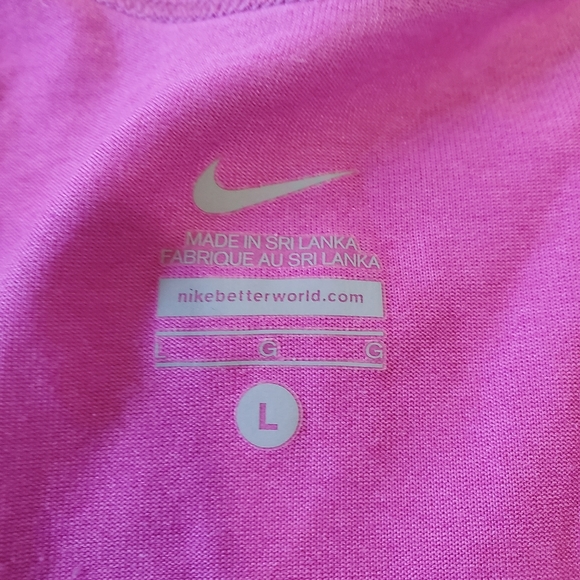 MADE IN SRI LANKA
FABRIQUE AU SRI LANKA
nikebetterworld.com
L G G
L